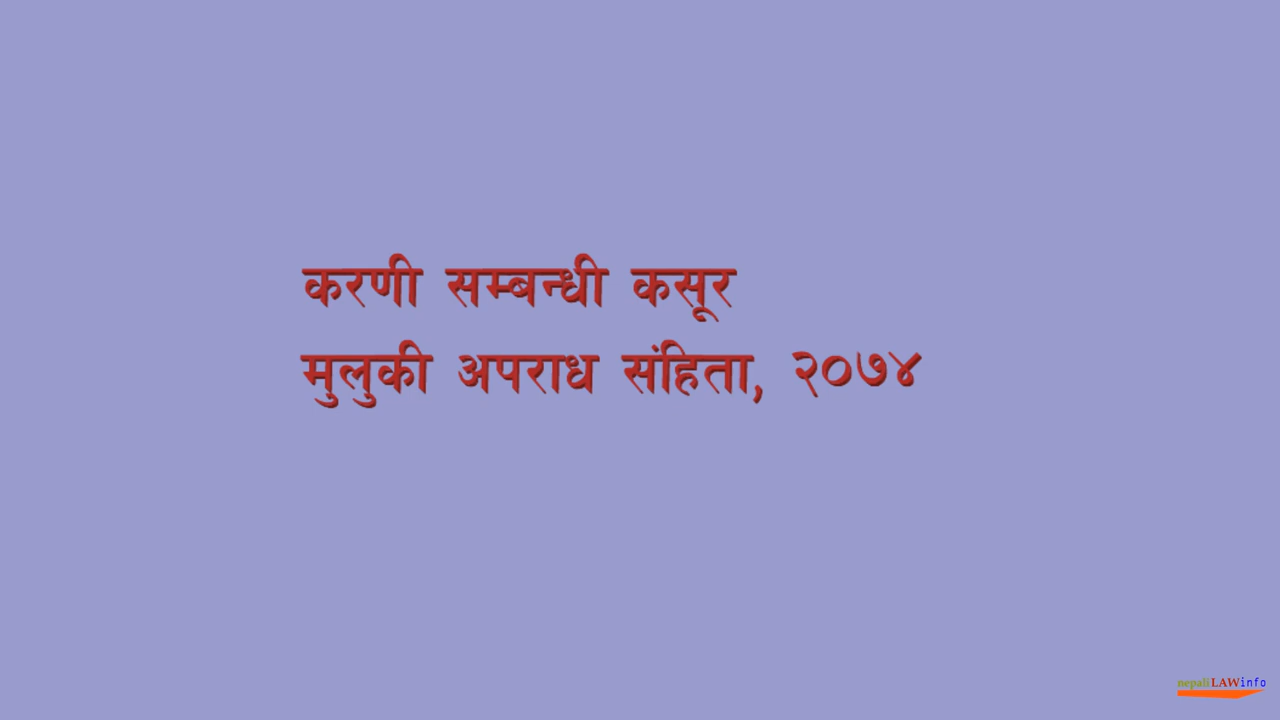 करणी सम्बन्धी कसूर
मुलुकी अपराध संहिता, २०७४
nepaliLAWinfo